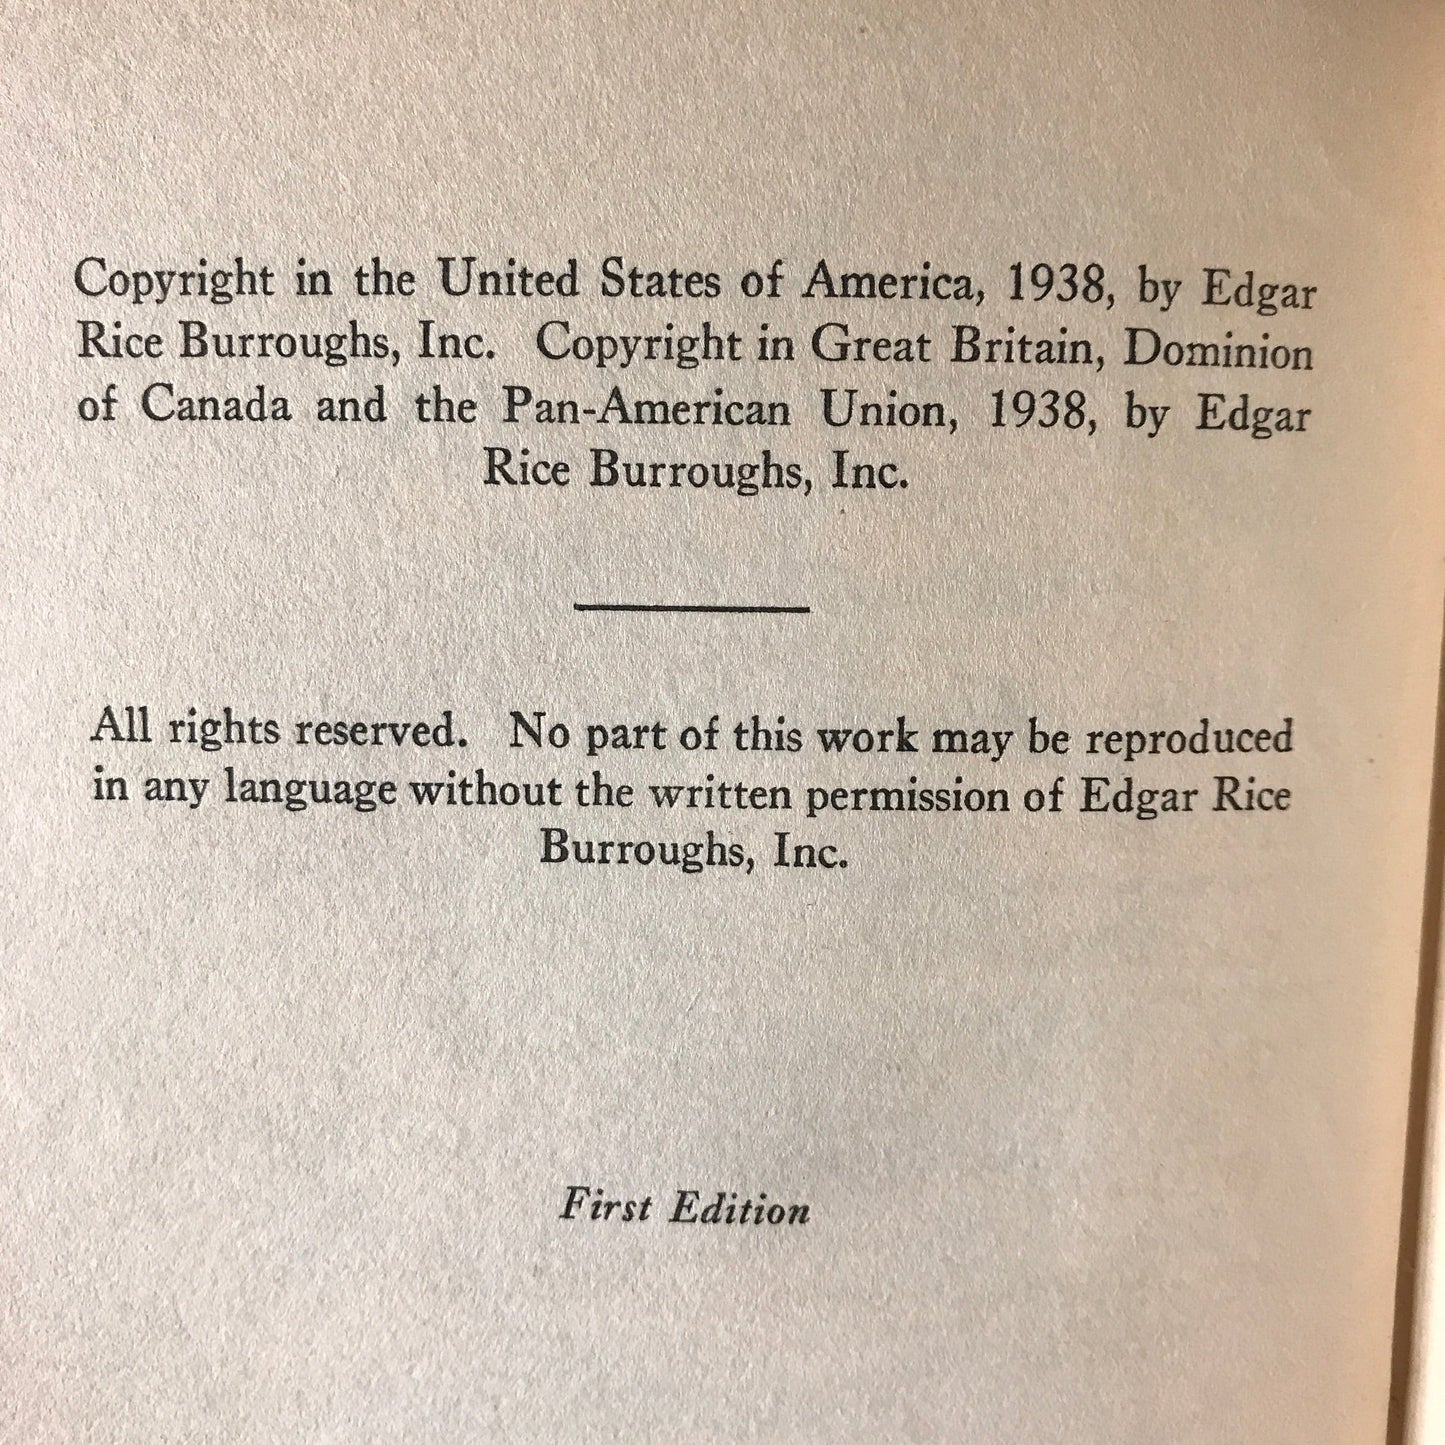 Copyright in the United States of America, 1938, by Edgar
Rice Burroughs, Inc. Copyright in Great Britain, Dominion
of Canada and the Pan-American Union, 1938, by Edgar
Rice Burroughs, Inc.
All rights reserved. No part of this work may be reproduced
in any language without the written permission of Edgar Rice
Burroughs, Inc.
First Edition